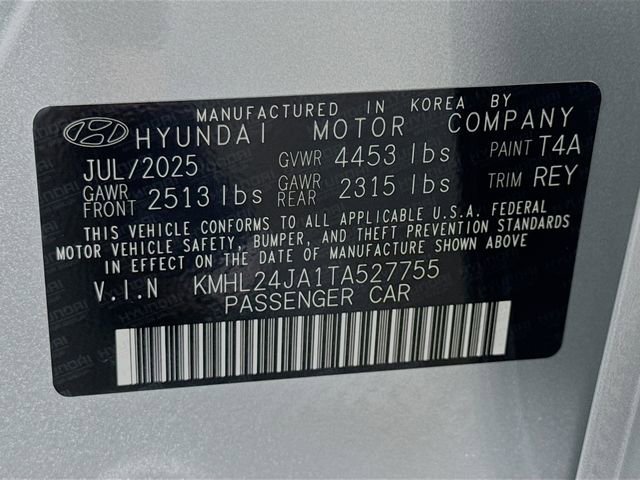 MANUFACTURED IN KOREA BY
HYUNDAI MOTOR COMPANY
JUL/2025 GVWR 4453 lbs PAINT T4A
GAWR FRONT 2513 lbs GAWR REAR 2315 lbs TRIM REY
THIS VEHICLE CONFORMS TO ALL APPLICABLE U.S.A. FEDERAL
MOTOR VEHICLE SAFETY, BUMPER, AND THEFT PREVENTION STANDARDS
IN EFFECT ON THE DATE OF MANUFACTURE SHOWN ABOVE
V.I.N KMHL24JA1TA527755
PASSENGER CAR